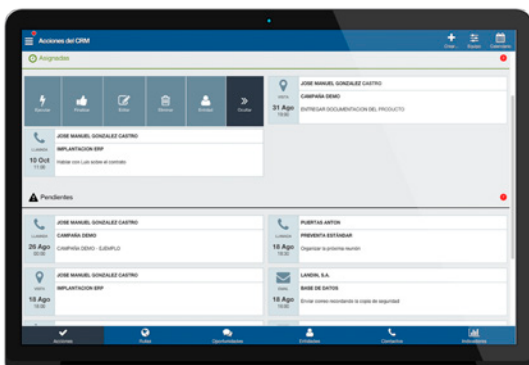 Acciones del CRM
Crear...
Equipo
Calendario
Asignadas
Ejecutar
Finalizar
Editar
Eliminar
Entidad
Ocultar
VISITA
31 Ago
JOSE MANUEL GONZALEZ CASTRO
CAMPAÑA DEMO
ENTREGAR DOCUMENTACION DEL PRODUCTO
LLAMADA
10 Oct
JOSE MANUEL GONZALEZ CASTRO
IMPLANTACION ERP
Hablar con Luis sobre el contrato
Pendientes
LLAMADA
26 Ago
JOSE MANUEL GONZALEZ CASTRO
CAMPAÑA DEMO
CAMPAÑA DEMO - EJEMPLO
LLAMADA
18 Ago
PUERTAS ANTON
PREVENTA ESTÁNDAR
Organizar la próxima reunión
VISITA
18 Ago
JOSE MANUEL GONZALEZ CASTRO
IMPLANTACION ERP
EMAIL
18 Ago
LANDIN, S.A.
BASE DE DATOS
Enviar correo recordando la copia de seguridad
Acciones
Rutas
Oportunidades
Entidades
Contactos
Indicadores